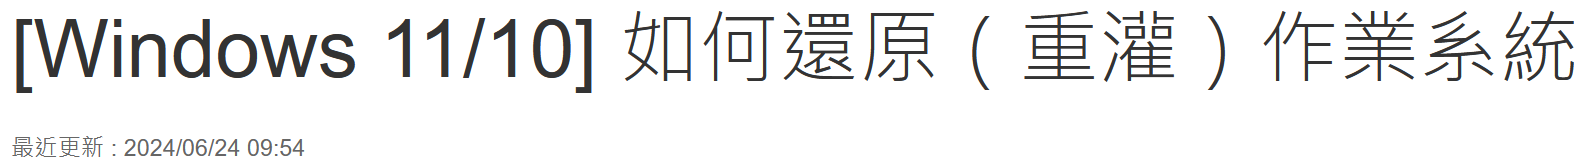 [Windows 11/10] 如何還原（重灌）作業系統
最近更新 : 2024/06/24 09:54